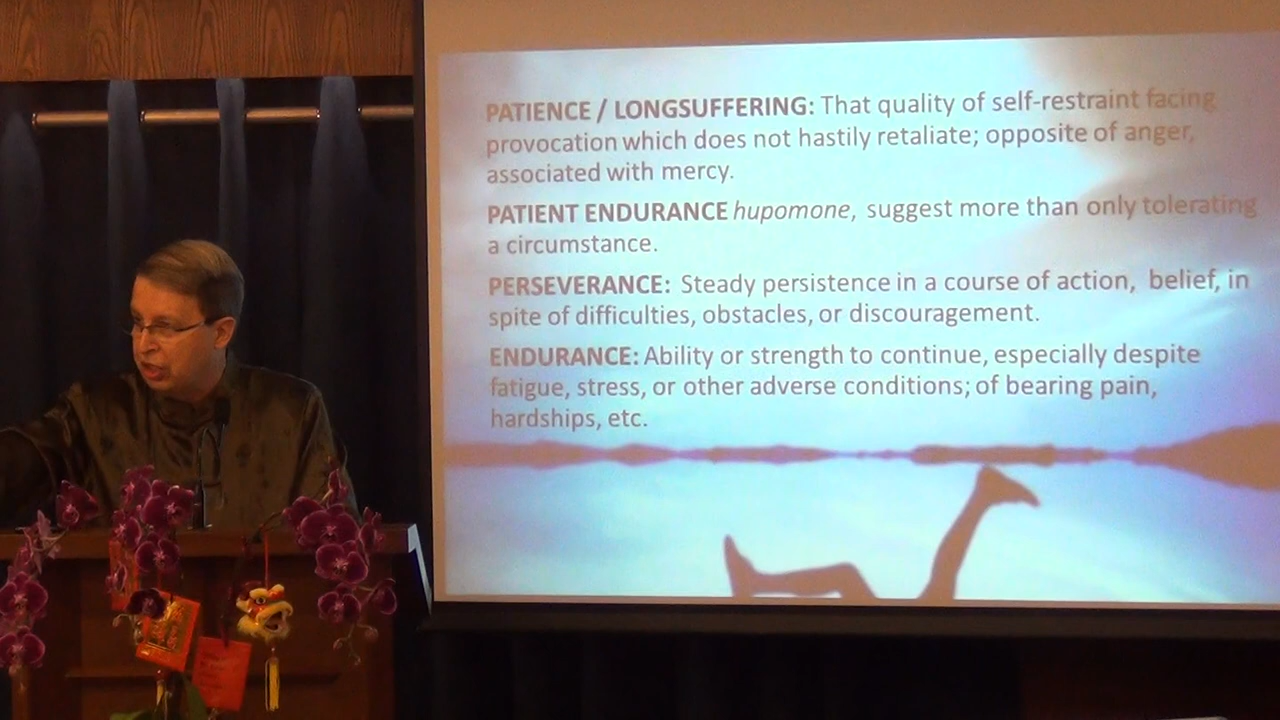 PATIENCE / LONGSUFFERING: That quality of self-restraint facing
provocation which does not hastily retaliate; opposite of anger,
associated with mercy.
PATIENT ENDURANCE hupomone, suggest more than only tolerating
a circumstance.
PERSEVERANCE: Steady persistence in a course of action, belief, in
spite of difficulties, obstacles, or discouragement.
ENDURANCE: Ability or strength to continue, especially despite
fatigue, stress, or other adverse conditions; of bearing pain,
hardships, etc.